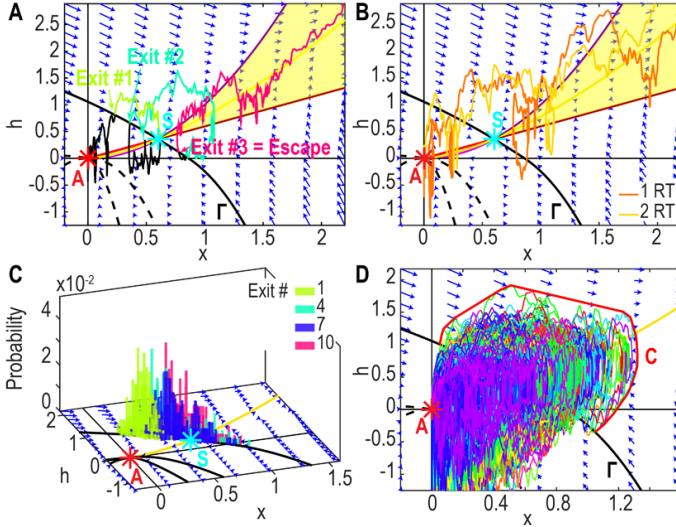 A
2.5
2
1.5
1
0.5
0
-0.5
-1
h
Exit #2
Exit #1
S
Exit #3 = Escape
A
Γ
0 0.5 1 1.5 2
x
B
2.5
2
1.5
1
0.5
0
-0.5
-1
h
S
A
Γ
1 RT
2 RT
0 0.5 1 1.5 2
x
C
x10-2
4
2
0
Probability
Exit #
1
4
7
10
2
1
0
-1
h
A
S
0 0.5 1 1.5
x
D
2
1.5
1
0.5
0
-0.5
-1
h
C
A
Γ
0 0.4 0.8 1.2
x